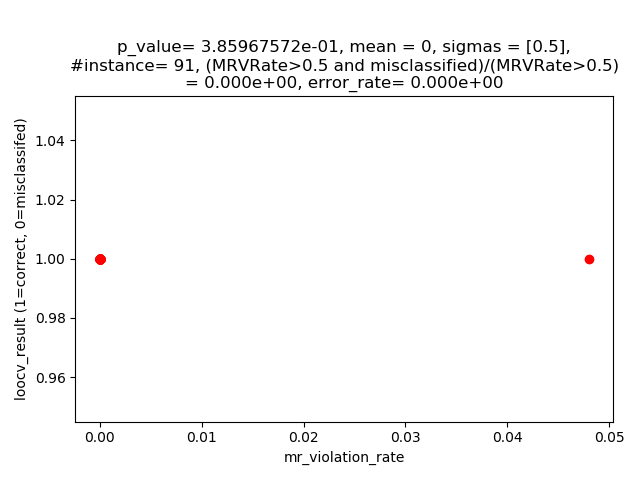 p_value= 3.85967572e-01, mean = 0, sigmas = [0.5],
#instance= 91, (MRVRate>0.5 and misclassified)/(MRVRate>0.5)
= 0.000e+00, error_rate= 0.000e+00
loocv_result (1=correct, 0=misclassifed)
1.04
1.02
1.00
0.98
0.96
0.00 0.01 0.02 0.03 0.04 0.05
mr_violation_rate